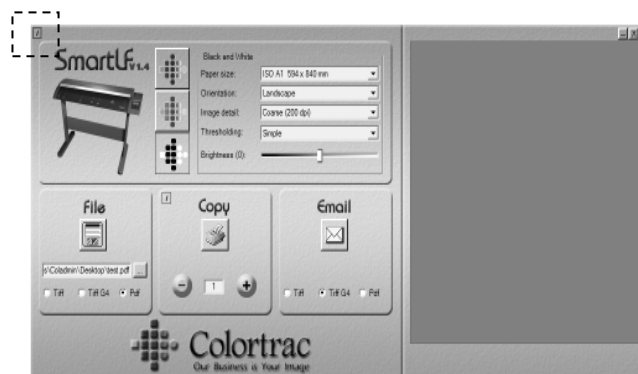 i
SmartLF v1.4
Black and White
Paper size: ISO A1 594 x 840 mm
Orientation: Landscape
Image detail: Coarse (200 dpi)
Thresholding: Simple
Brightness (0):
File
i
Copy
Email
s\Coladmin\Desktop\test.pdf ...
1
Tiff Tiff G4 Pdf
Tiff Tiff G4 Pdf
Colortrac
Our Business is Your Image